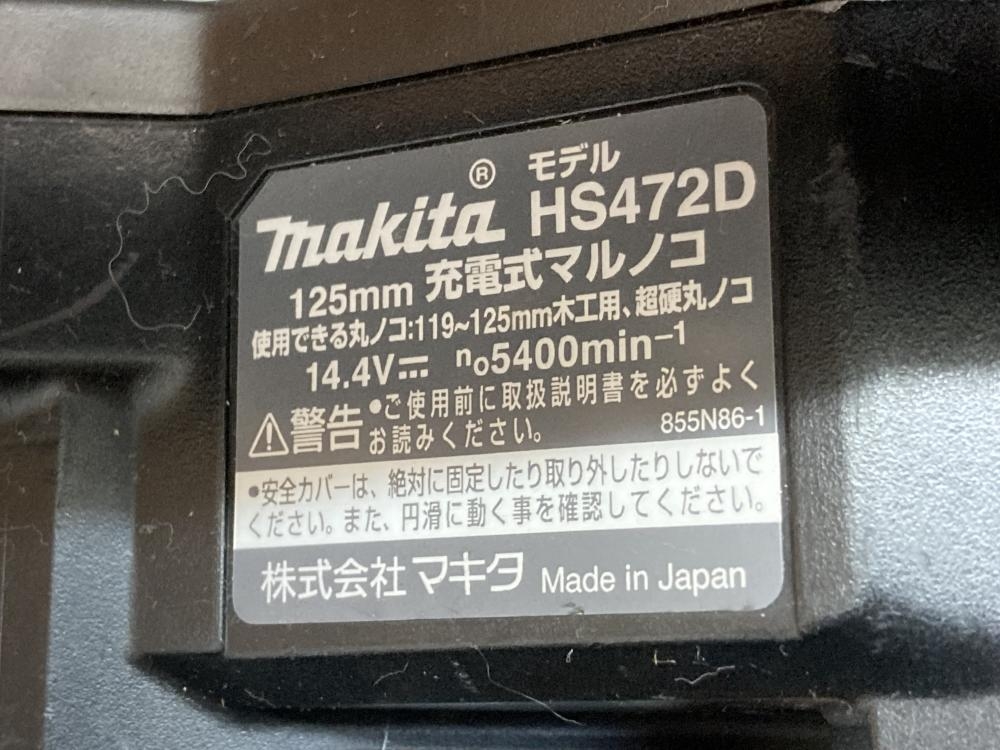 makita® モデル HS472D
125mm 充電式マルノコ
使用できる丸ノコ:119~125mm木工用、超硬丸ノコ
14.4V⎓ n₀5400min⁻¹
⚠警告 •ご使用前に取扱説明書を必ずよく
お読みください。 855N86-1
•安全カバーは、絶対に固定したり取り外したりしないで
ください。また、円滑に動く事を確認してください。
株式会社マキタ Made in Japan